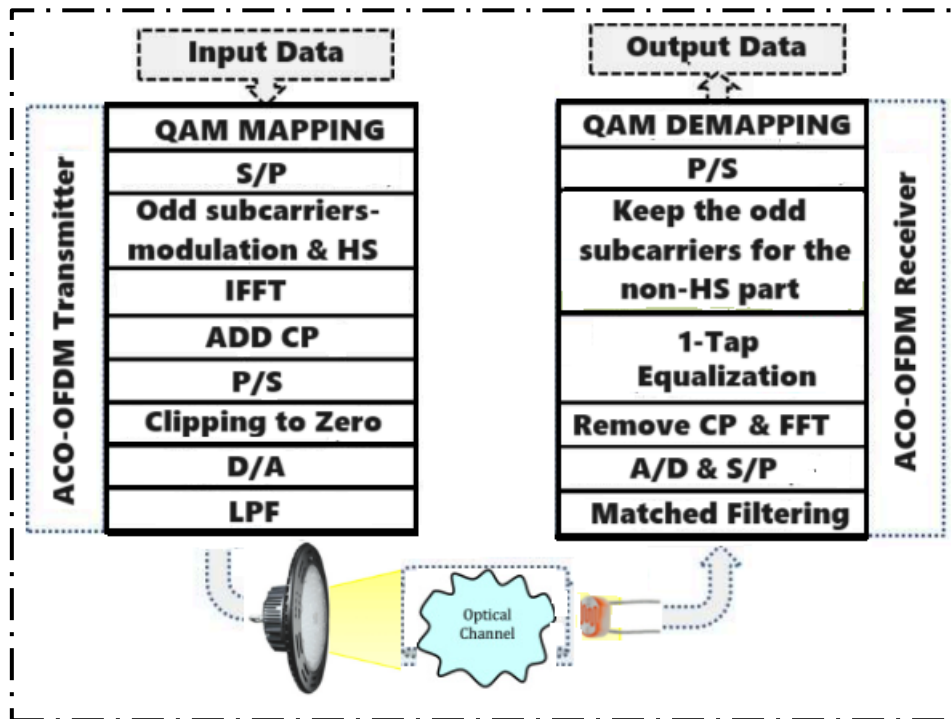 Input Data
QAM MAPPING
S/P
Odd subcarriers-
modulation & HS
IFFT
ADD CP
P/S
Clipping to Zero
D/A
LPF
ACO-OFDM Transmitter
Output Data
QAM DEMAPPING
P/S
Keep the odd
subcarriers for the
non-HS part
1-Tap
Equalization
Remove CP & FFT
A/D & S/P
Matched Filtering
ACO-OFDM Receiver
Optical
Channel